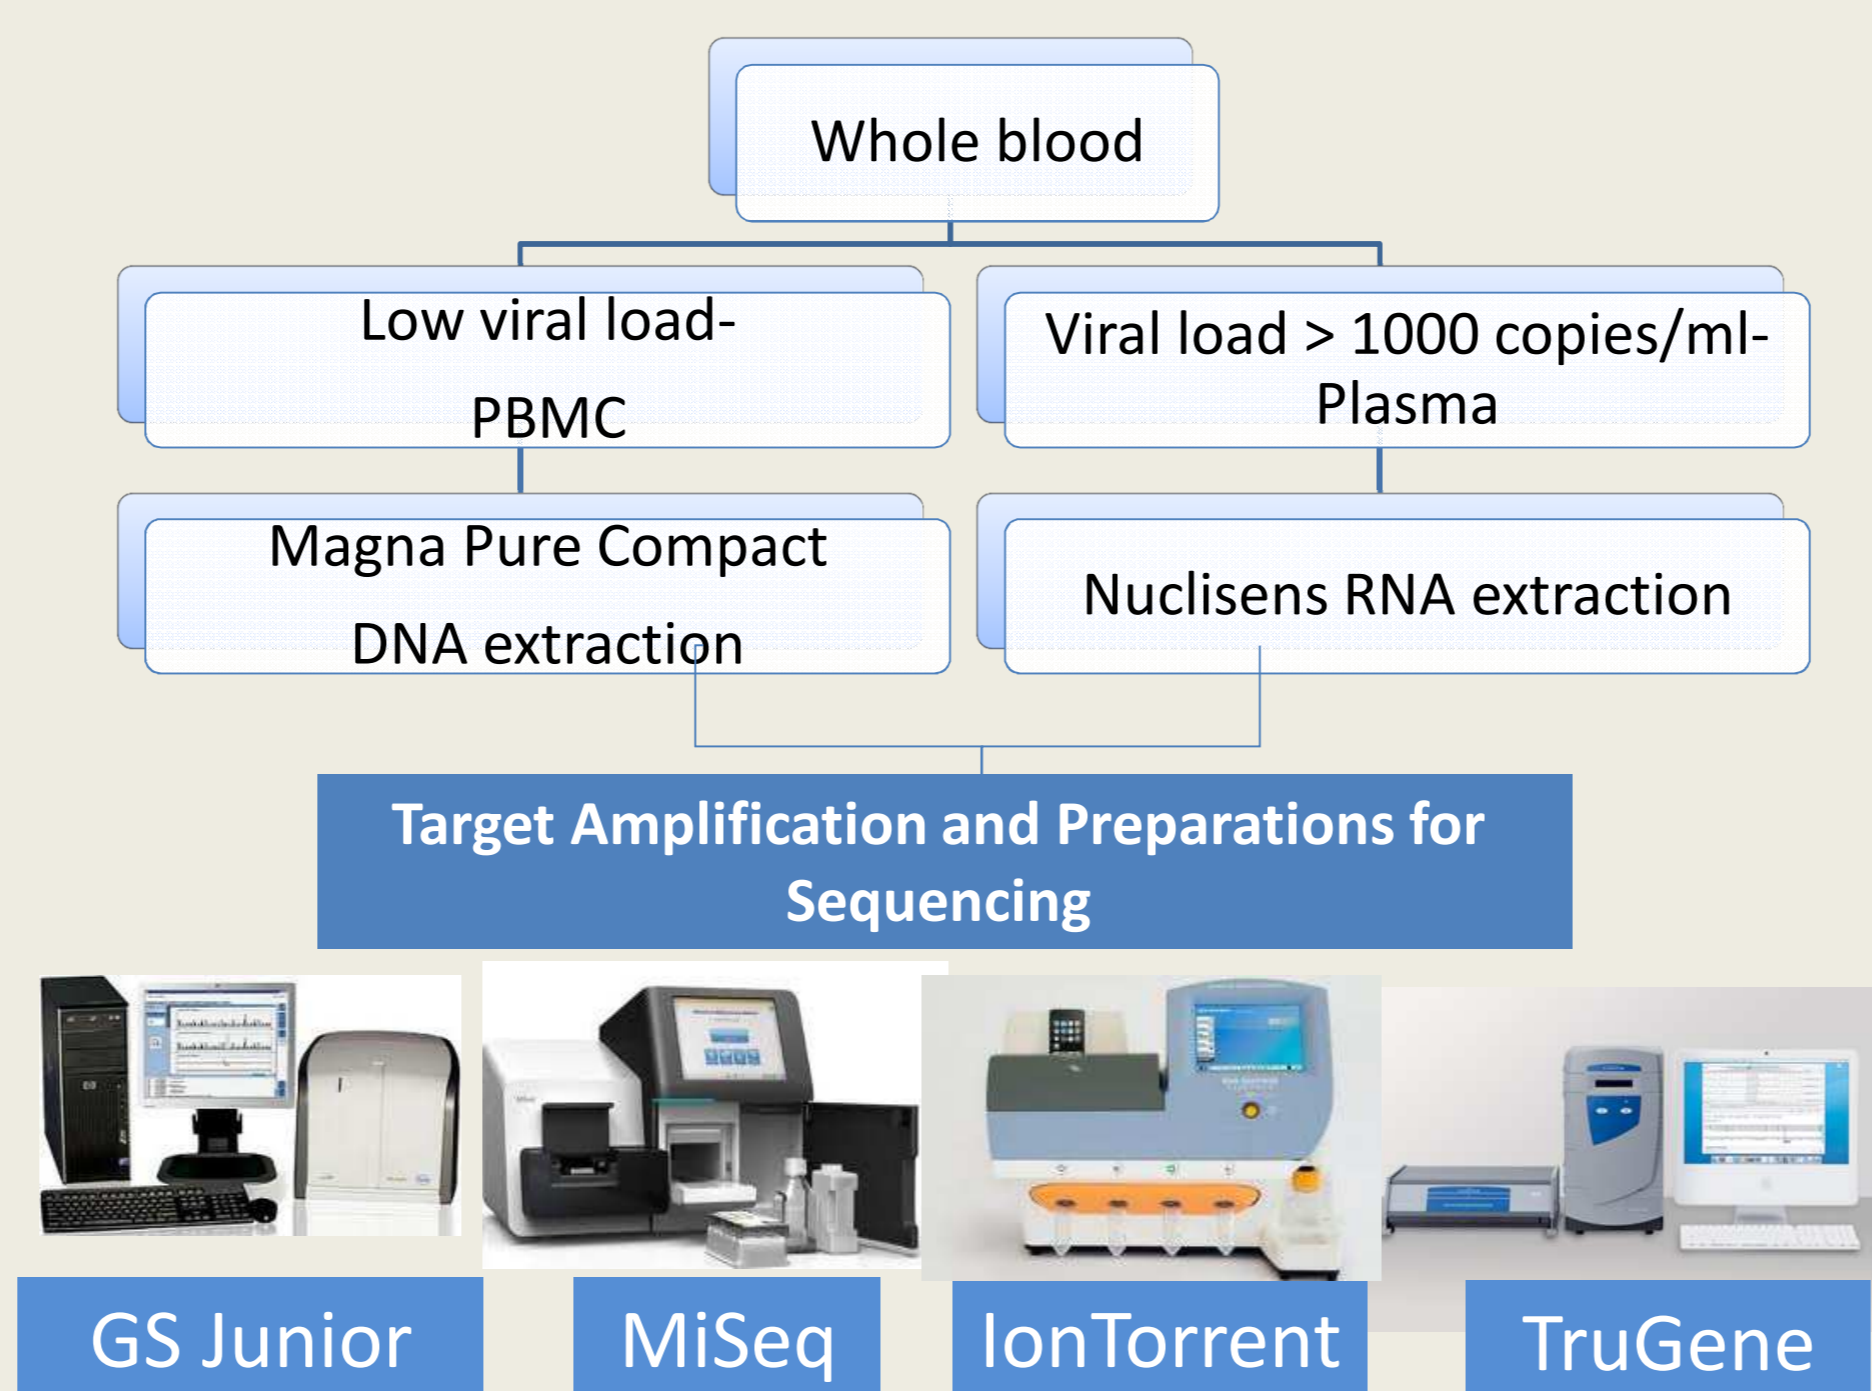 Whole blood
Low viral load-
PBMC
Viral load > 1000 copies/ml-
Plasma
Magna Pure Compact
DNA extraction
Nuclisens RNA extraction
Target Amplification and Preparations for
Sequencing
GS Junior
MiSeq
IonTorrent
TruGene